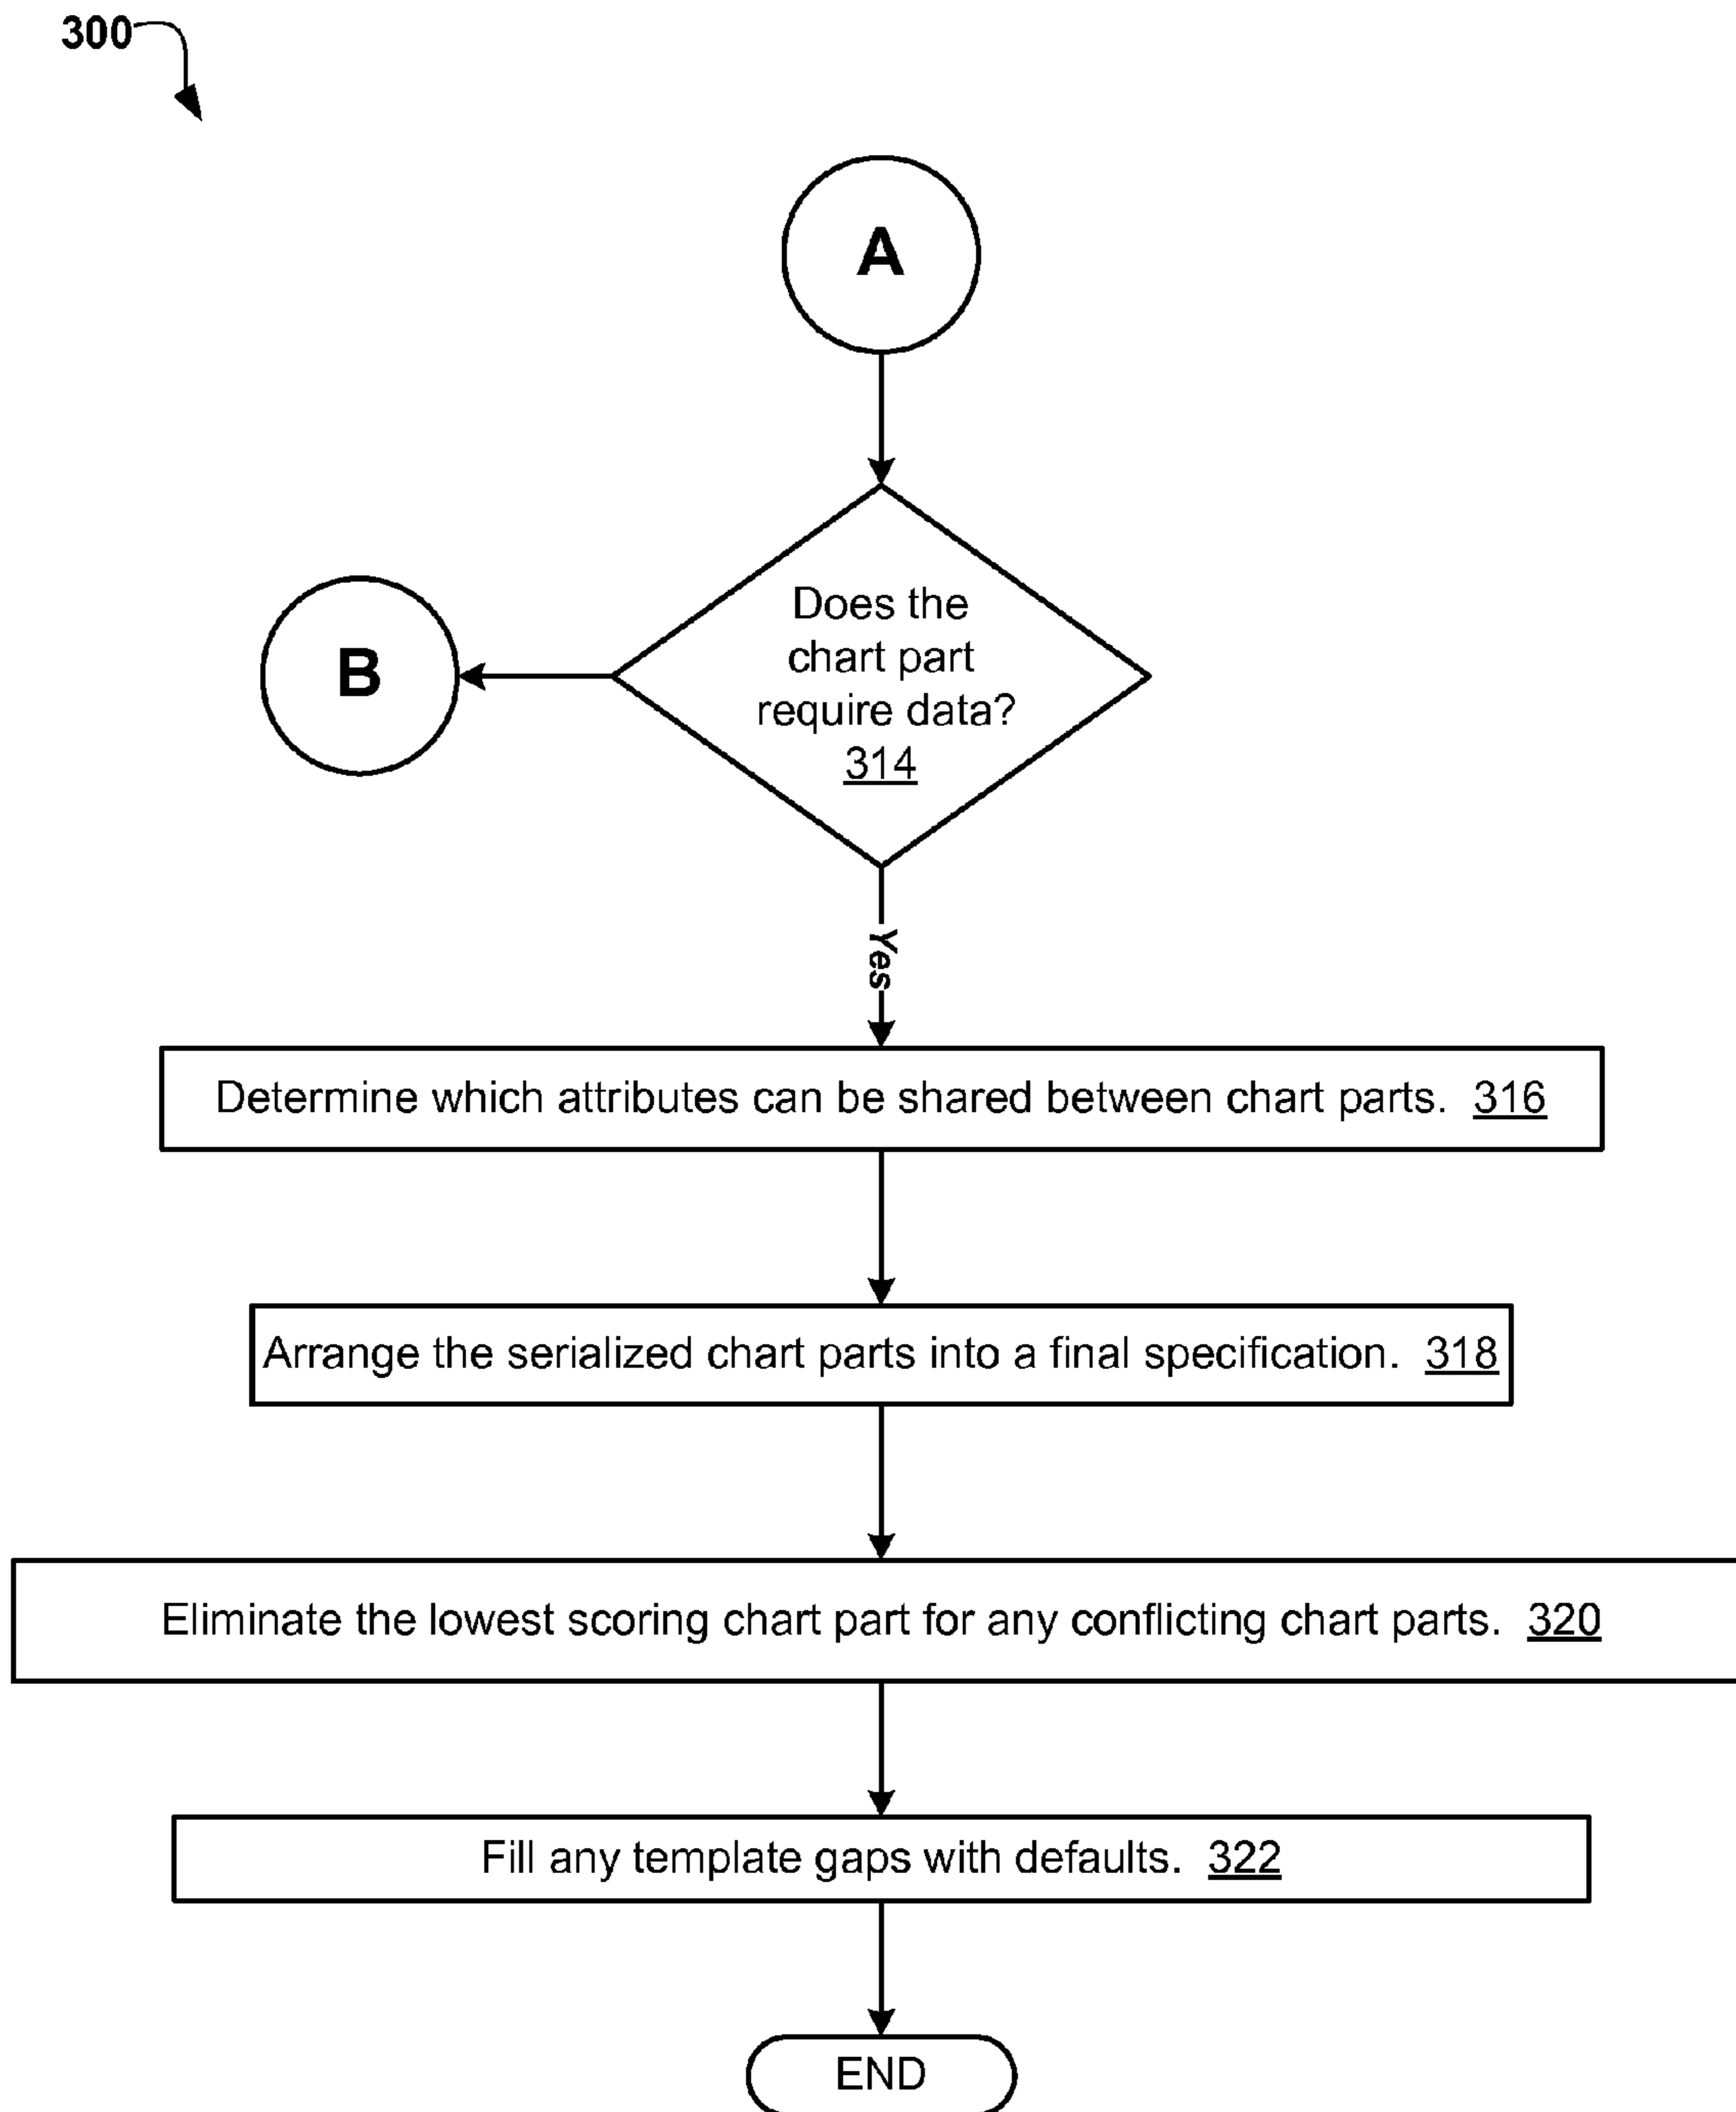 300
A
Does the
chart part
require data?
314
B
Yes
Determine which attributes can be shared between chart parts. 316
Arrange the serialized chart parts into a final specification. 318
Eliminate the lowest scoring chart part for any conflicting chart parts. 320
Fill any template gaps with defaults. 322
END